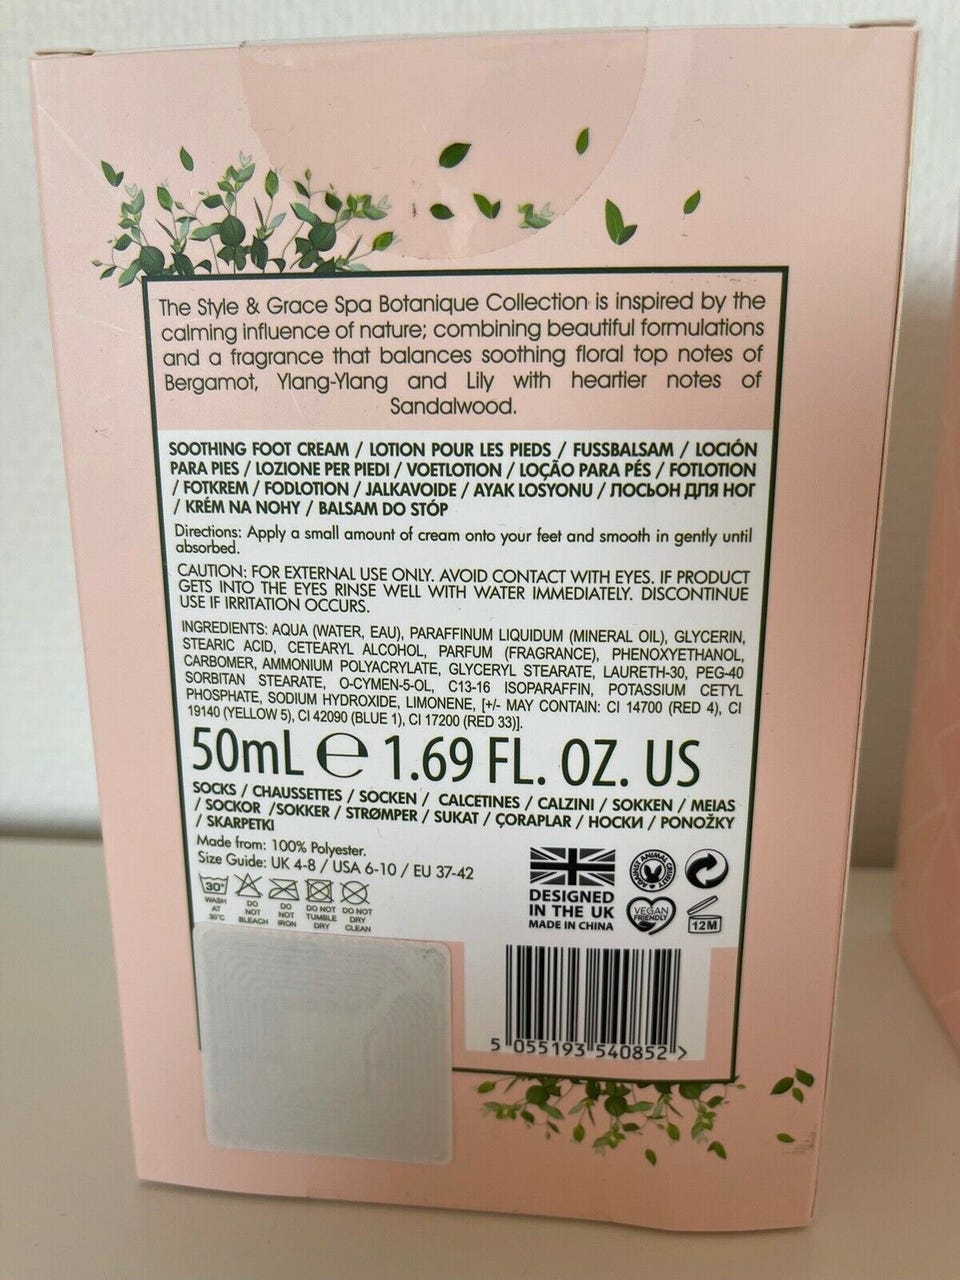 The Style & Grace Spa Botanique Collection is inspired by the
calming influence of nature; combining beautiful formulations
and a fragrance that balances soothing floral top notes of
Bergamot, Ylang-Ylang and Lily with heartier notes of
Sandalwood.
SOOTHING FOOT CREAM / LOTION POUR LES PIEDS / FUSSBALSAM / LOCIÓN
PARA PIES / LOZIONE PER PIEDI / VOETLOTION / LOÇÃO PARA PÉS / FOTLOTION
/ FOTKREM / FODLOTION / JALKAVOIDE / AYAK LOSYONU / ЛОСЬОН ДЛЯ НОГ
/ KRÉM NA NOHY / BALSAM DO STÓP
Directions: Apply a small amount of cream onto your feet and smooth in gently until
absorbed.
CAUTION: FOR EXTERNAL USE ONLY. AVOID CONTACT WITH EYES. IF PRODUCT
GETS INTO THE EYES RINSE WELL WITH WATER IMMEDIATELY. DISCONTINUE
USE IF IRRITATION OCCURS.
INGREDIENTS: AQUA (WATER, EAU), PARAFFINUM LIQUIDUM (MINERAL OIL), GLYCERIN,
STEARIC ACID, CETEARYL ALCOHOL, PARFUM (FRAGRANCE), PHENOXYETHANOL,
CARBOMER, AMMONIUM POLYACRYLATE, GLYCERYL STEARATE, LAURETH-30, PEG-40
SORBITAN STEARATE, O-CYMEN-5-OL, C13-16 ISOPARAFFIN, POTASSIUM CETYL
PHOSPHATE, SODIUM HYDROXIDE, LIMONENE, [+/- MAY CONTAIN: CI 14700 (RED 4), CI
19140 (YELLOW 5), CI 42090 (BLUE 1), CI 17200 (RED 33)].
50mL ℮ 1.69 FL. OZ. US
SOCKS / CHAUSSETTES / SOCKEN / CALCETINES / CALZINI / SOKKEN / MEIAS
/ SOCKOR /SOKKER / STRØMPER / SUKAT / ÇORAPLAR / НОСКИ / PONOŽKY
/ SKARPETKI
Made from: 100% Polyester.
Size Guide: UK 4-8 / USA 6-10 / EU 37-42
30°
WASH AT 30°C
DO NOT BLEACH
DO NOT IRON
DO NOT TUMBLE DRY
DO NOT DRY CLEAN
DESIGNED
IN THE UK
MADE IN CHINA
AGAINST ANIMAL CRUELTY
VEGAN
FRIENDLY
12M
5 055193 540852 >